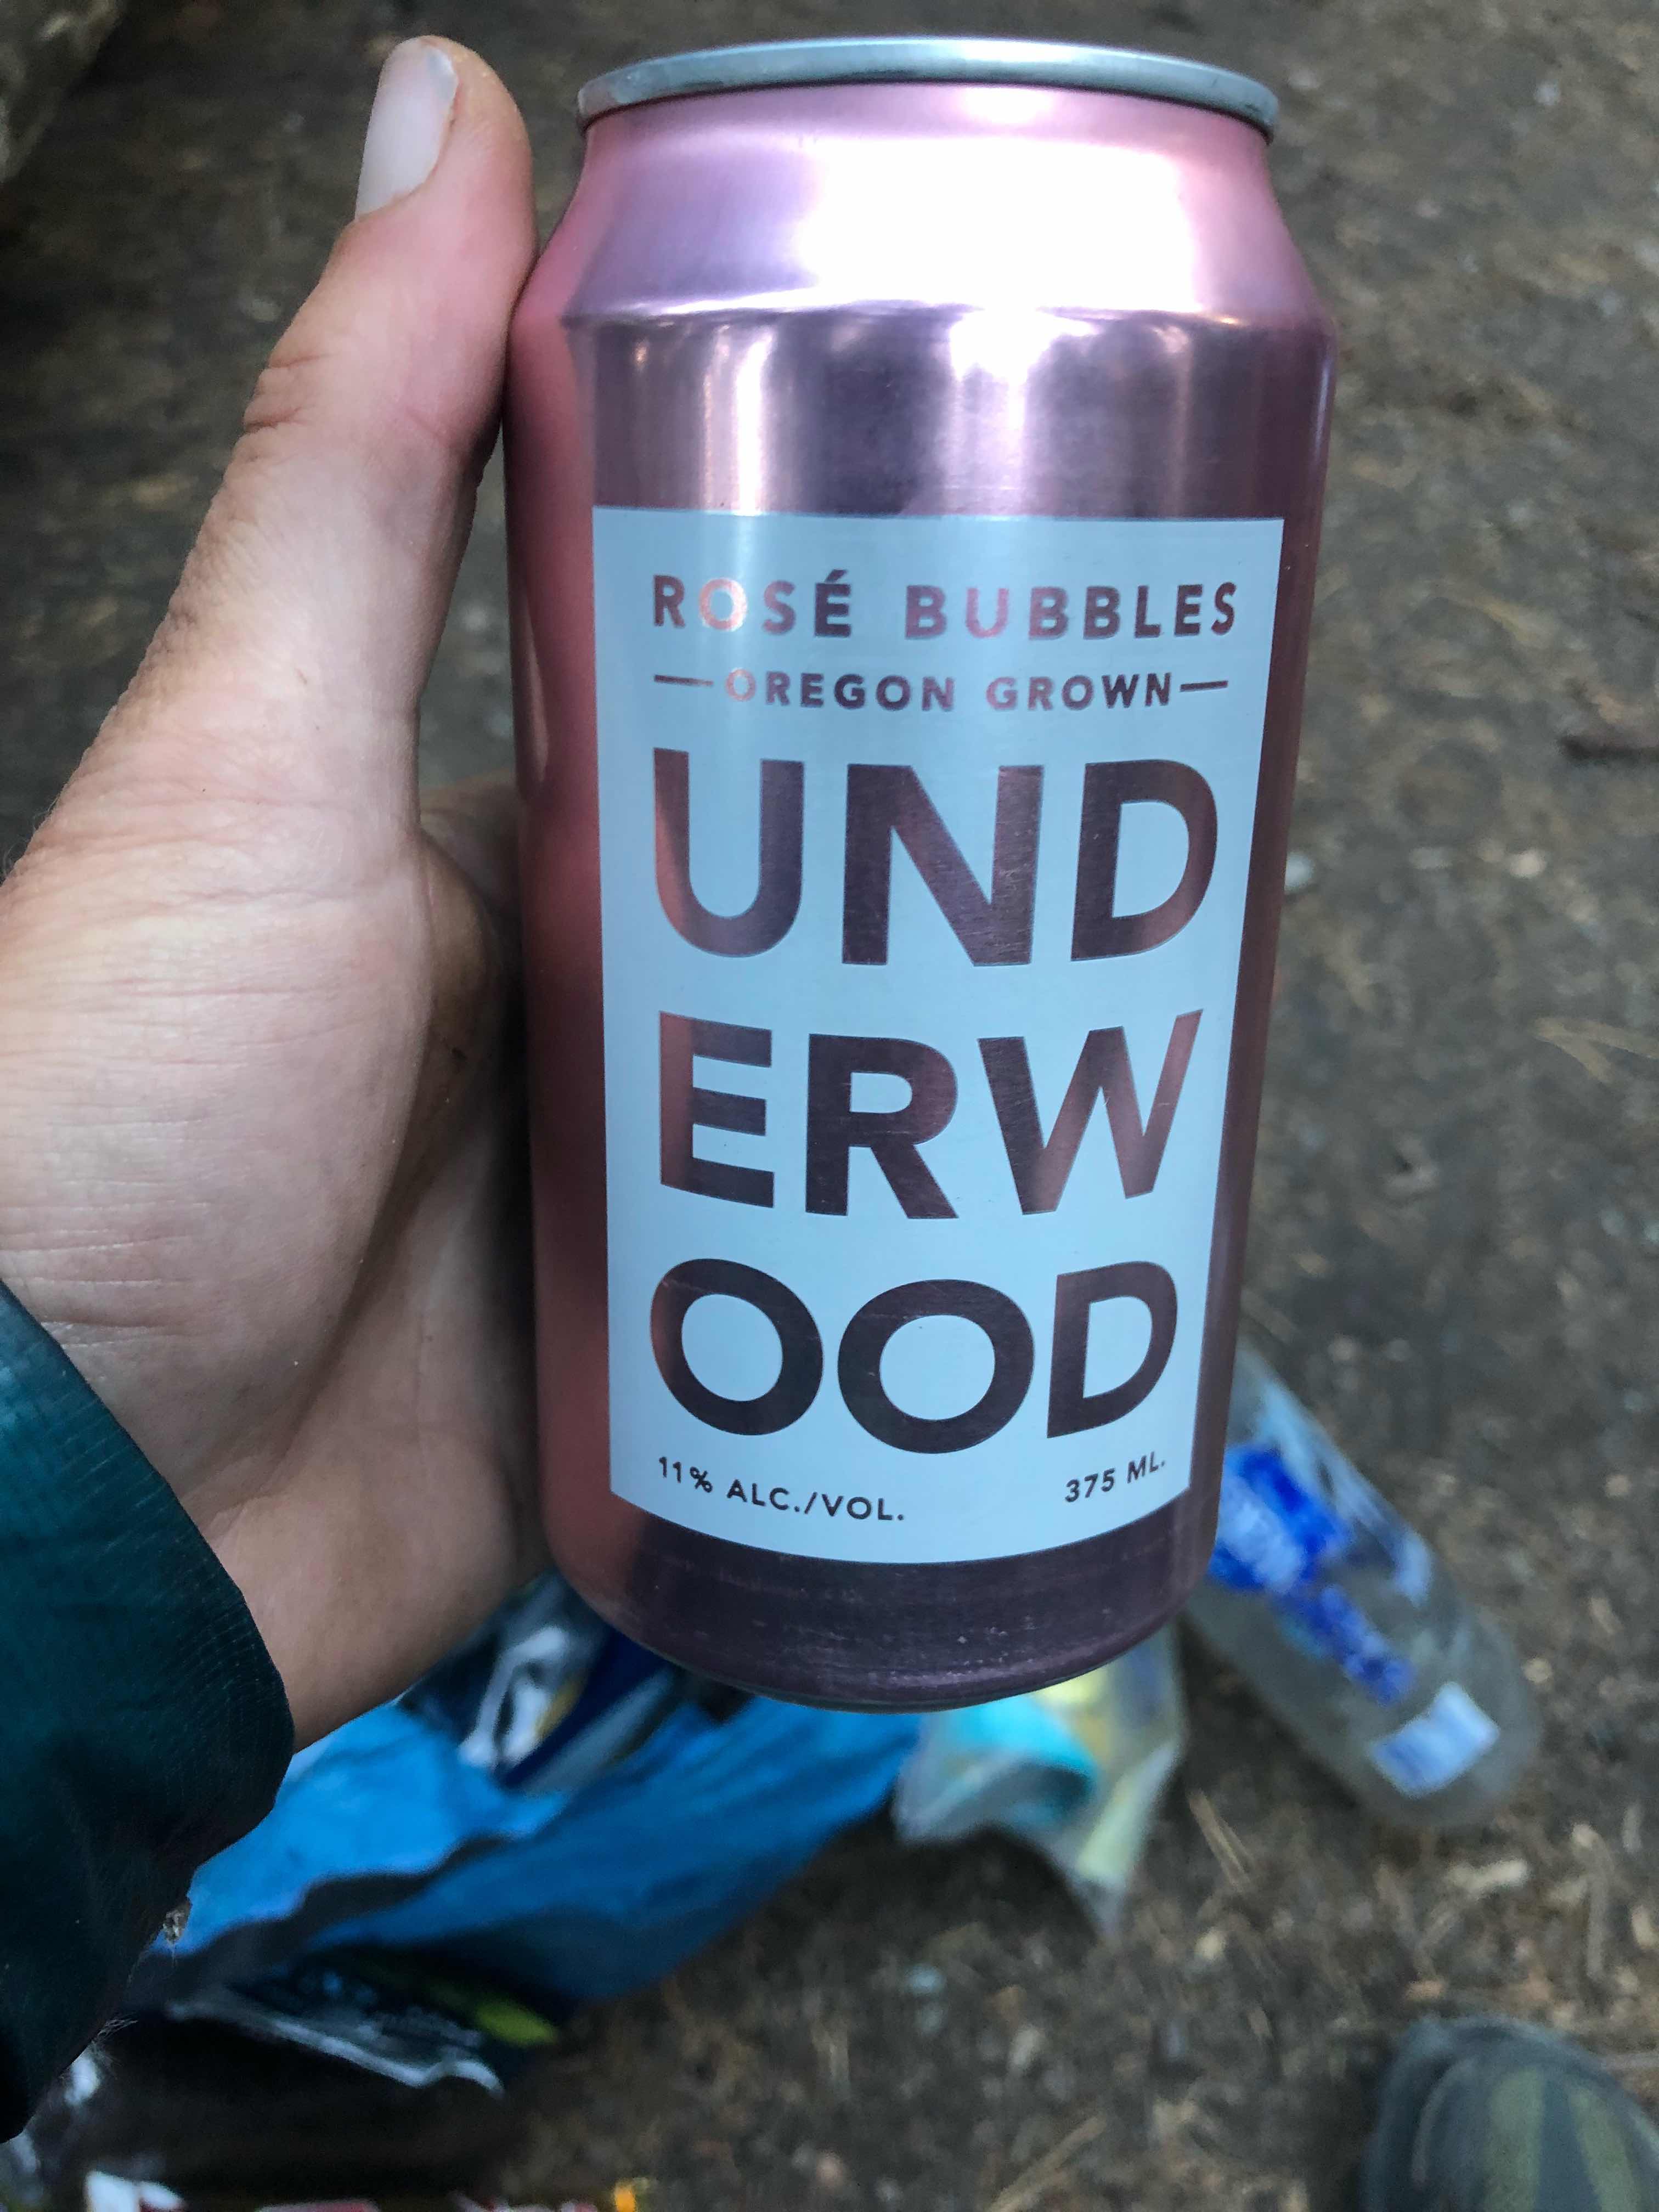 ROSÉ BUBBLES
—OREGON GROWN—
UND
ERW
OOD
11% ALC./VOL. 375 ML.